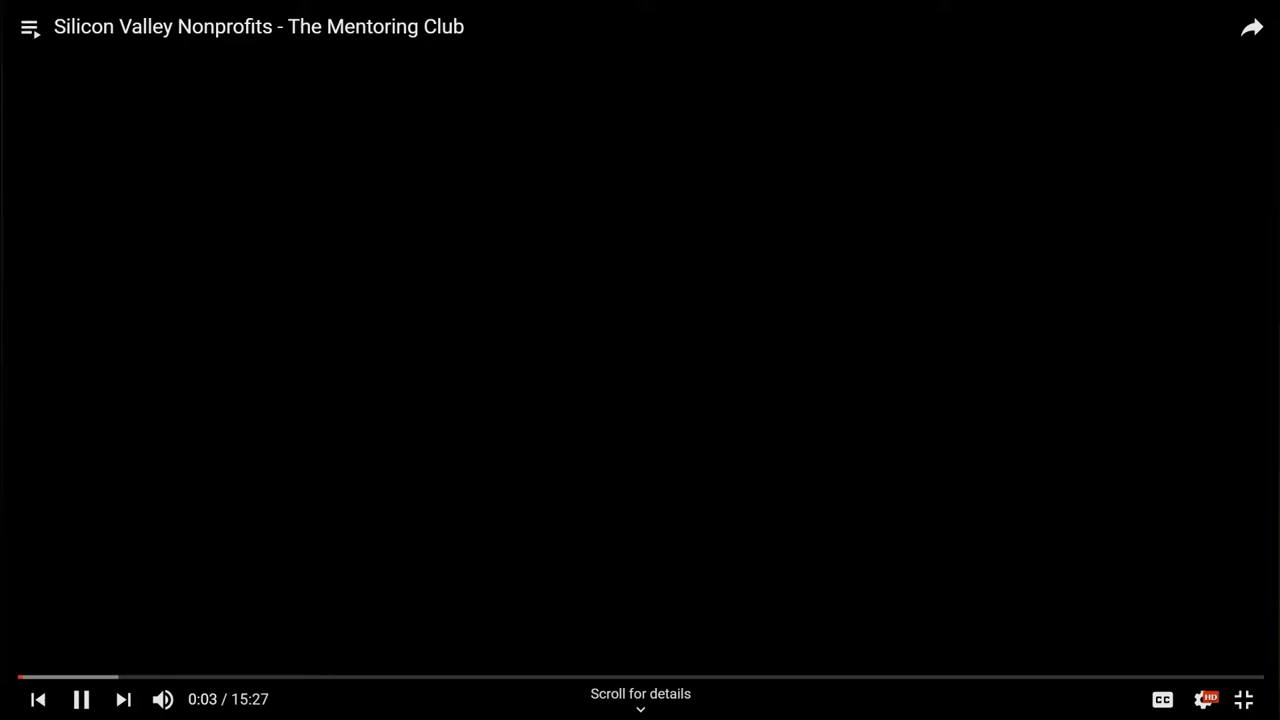 Silicon Valley Nonprofits - The Mentoring Club
0:03 / 15:27
Scroll for details
CC
HD